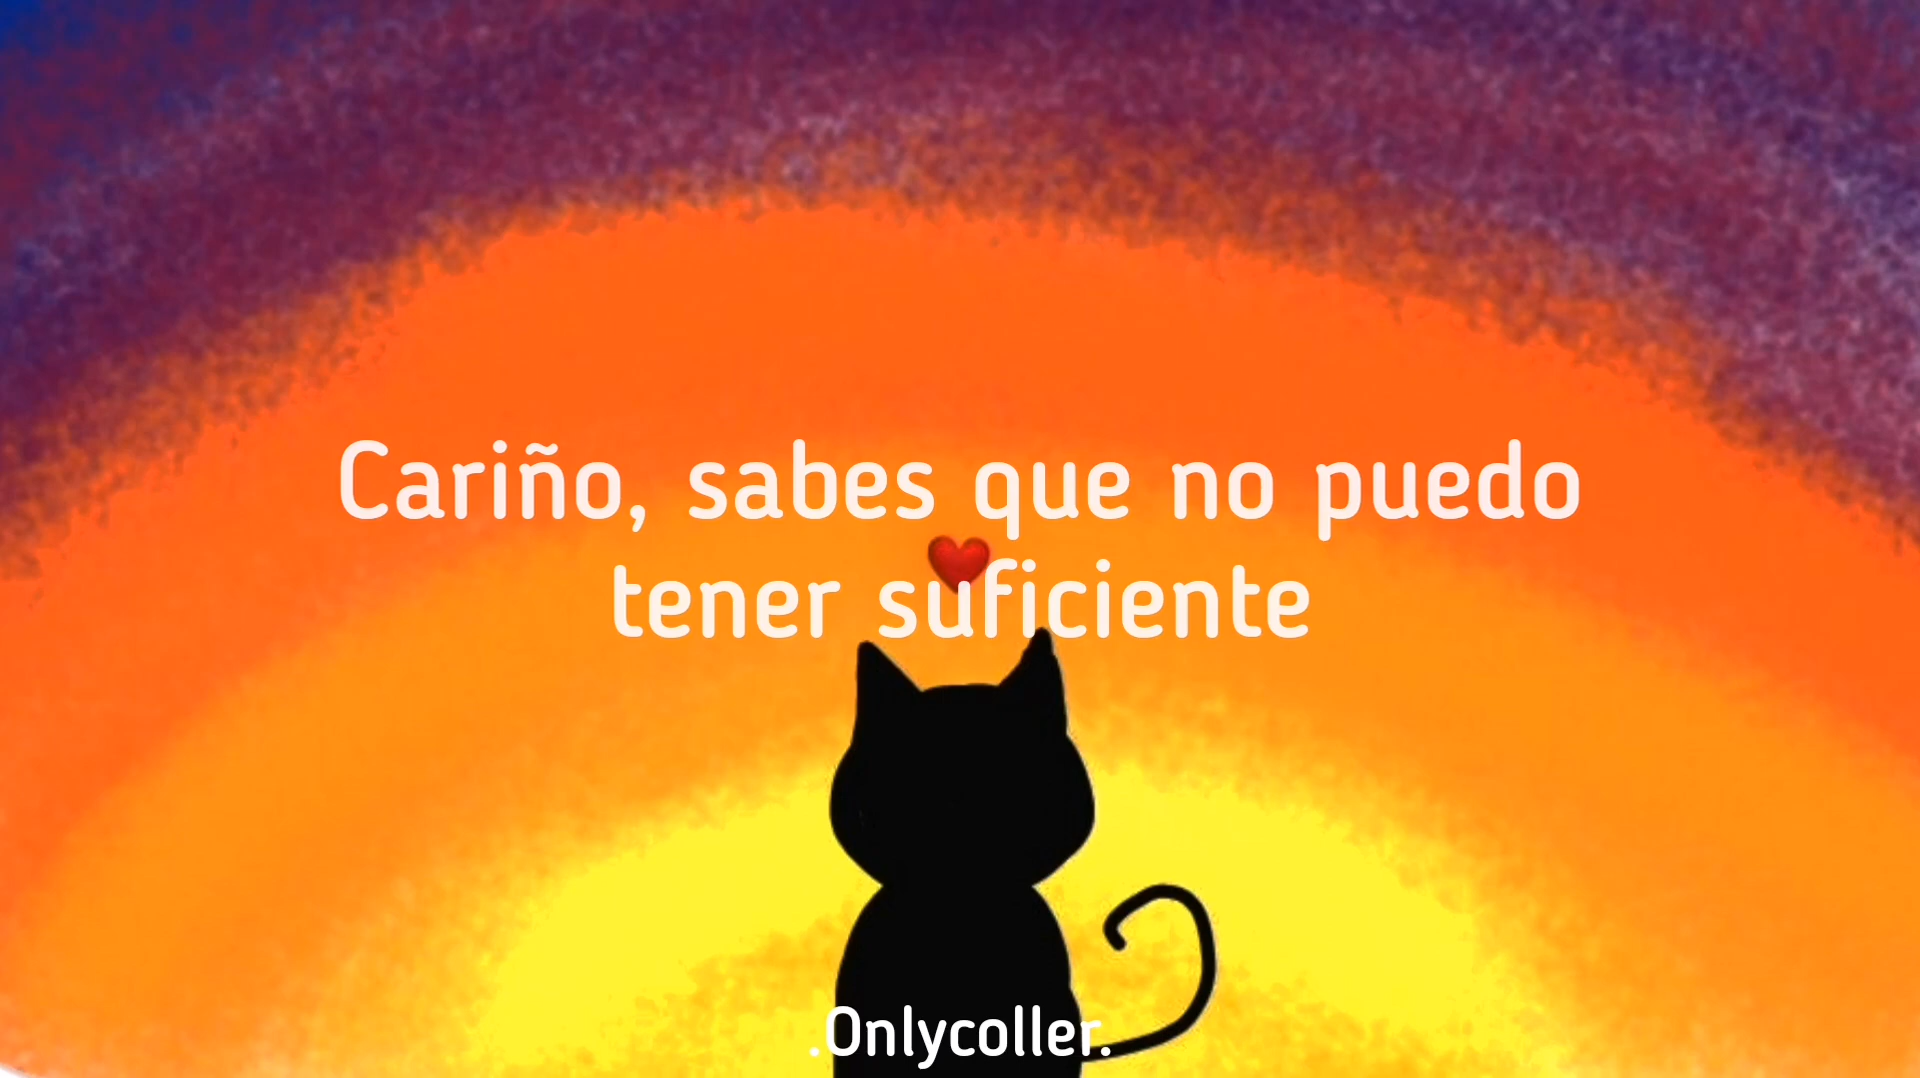 Cariño, sabes que no puedo
tener suficiente
.Onlycoller.